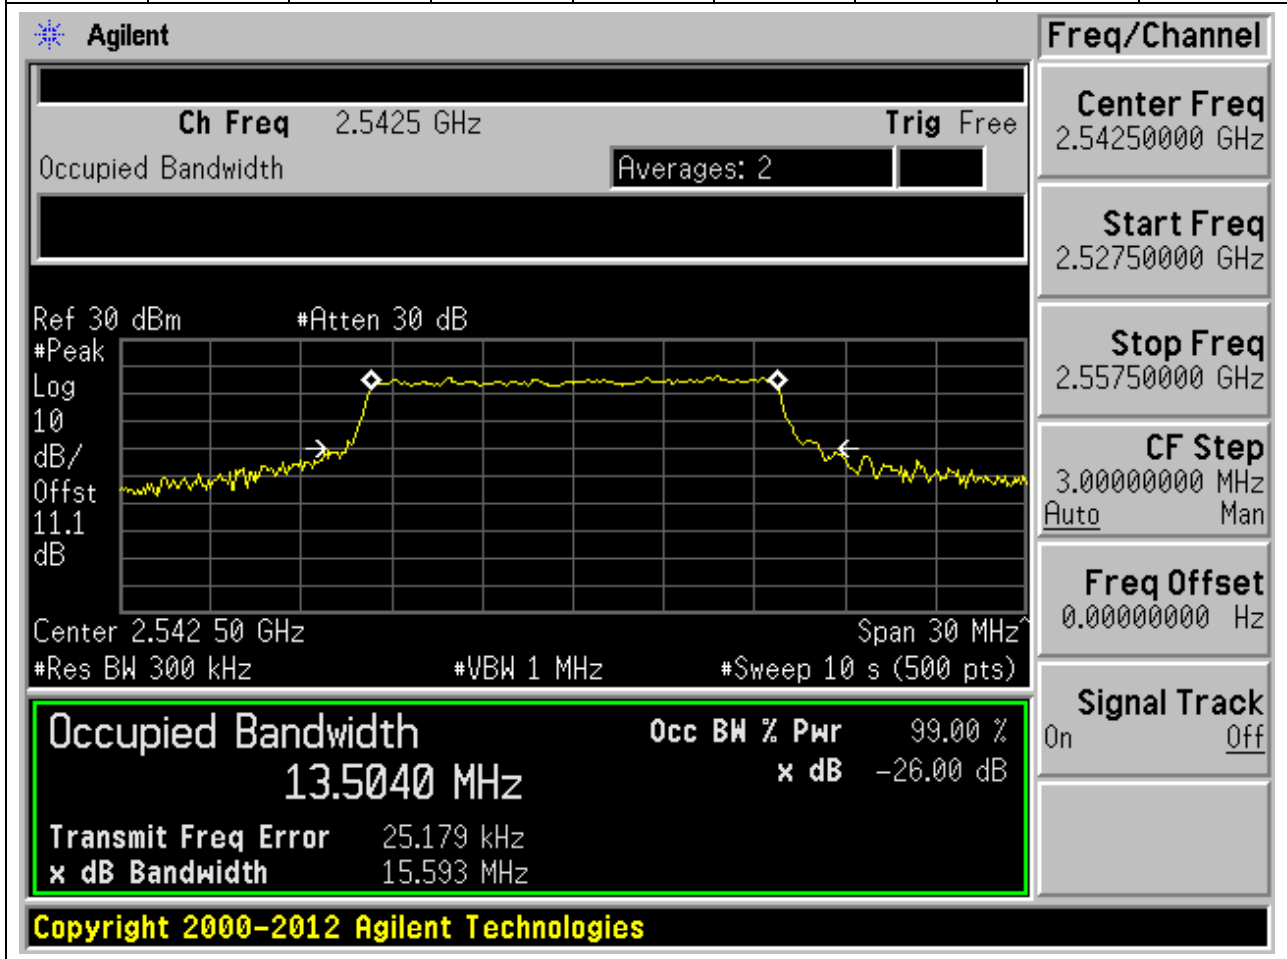 Agilent
Freq/Channel
Ch Freq 2.5425 GHz Trig Free
Occupied Bandwidth Averages: 2
Center Freq
2.54250000 GHz
Start Freq
2.52750000 GHz
Stop Freq
2.55750000 GHz
CF Step
3.00000000 MHz
Auto Man
Freq Offset
0.00000000 Hz
Signal Track
On Off
Ref 30 dBm #Atten 30 dB
#Peak
Log
10
dB/
Offst
11.1
dB
Center 2.542 50 GHz Span 30 MHz^
#Res BW 300 kHz #VBW 1 MHz #Sweep 10 s (500 pts)
Occupied Bandwidth Occ BW % Pwr 99.00 %
13.5040 MHz x dB -26.00 dB
Transmit Freq Error 25.179 kHz
x dB Bandwidth 15.593 MHz
Copyright 2000-2012 Agilent Technologies